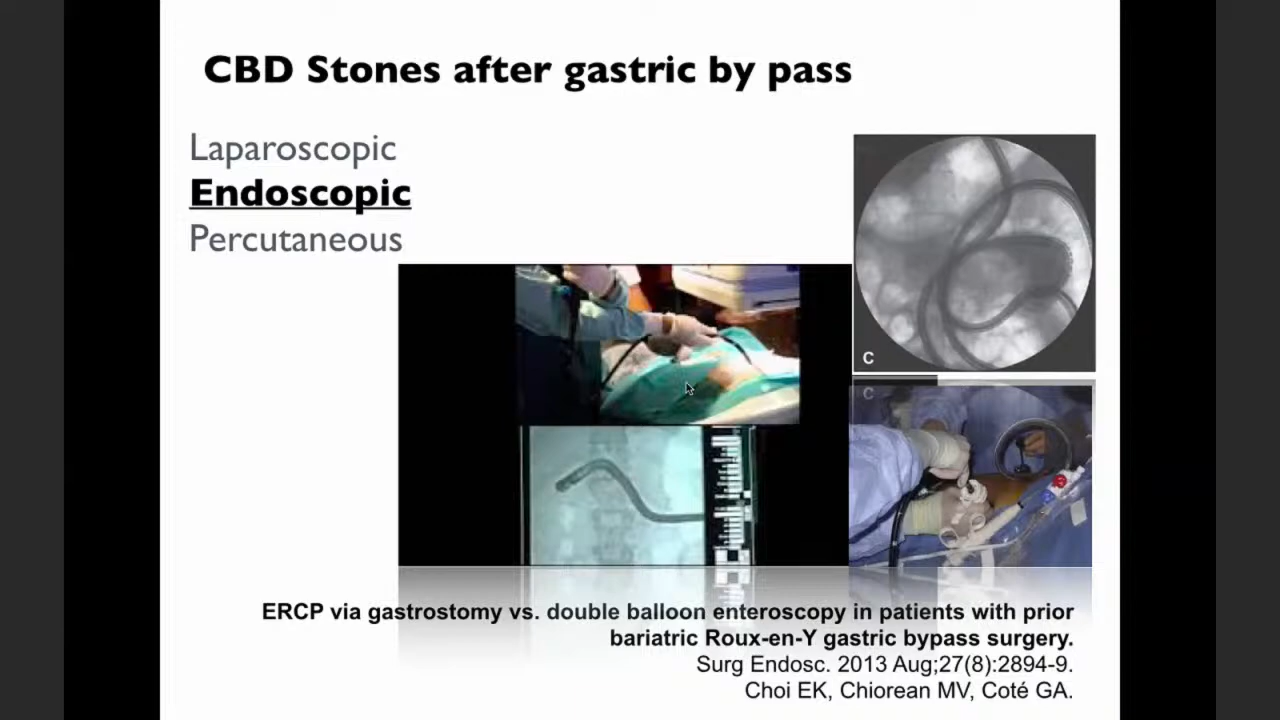 CBD Stones after gastric by pass
Laparoscopic
Endoscopic
Percutaneous
C
C
ERCP via gastrostomy vs. double balloon enteroscopy in patients with prior
bariatric Roux-en-Y gastric bypass surgery.
Surg Endosc. 2013 Aug;27(8):2894-9.
Choi EK, Chiorean MV, Coté GA.